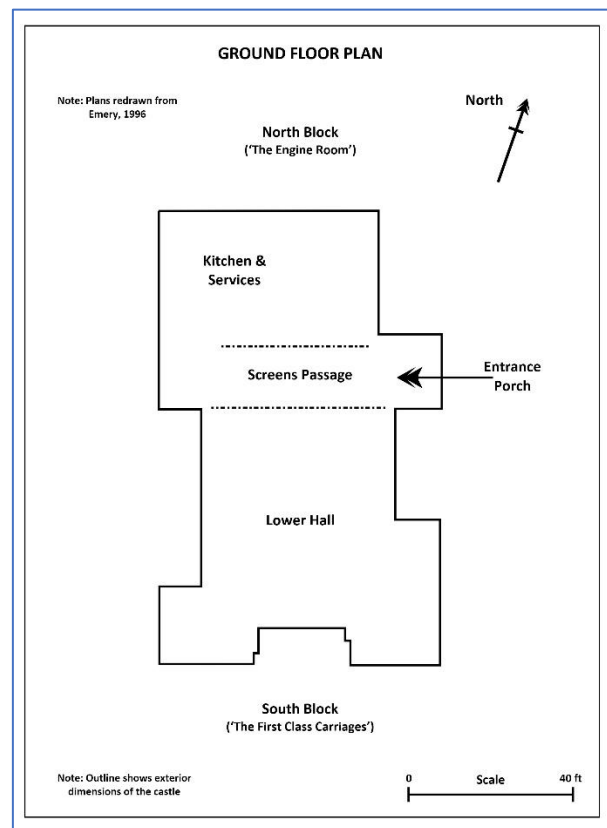 GROUND FLOOR PLAN
Note: Plans redrawn from
Emery, 1996
North
North Block
('The Engine Room')
Kitchen &
Services
Screens Passage
Entrance
Porch
Lower Hall
South Block
('The First Class Carriages')
Note: Outline shows exterior
dimensions of the castle
0 Scale 40 ft